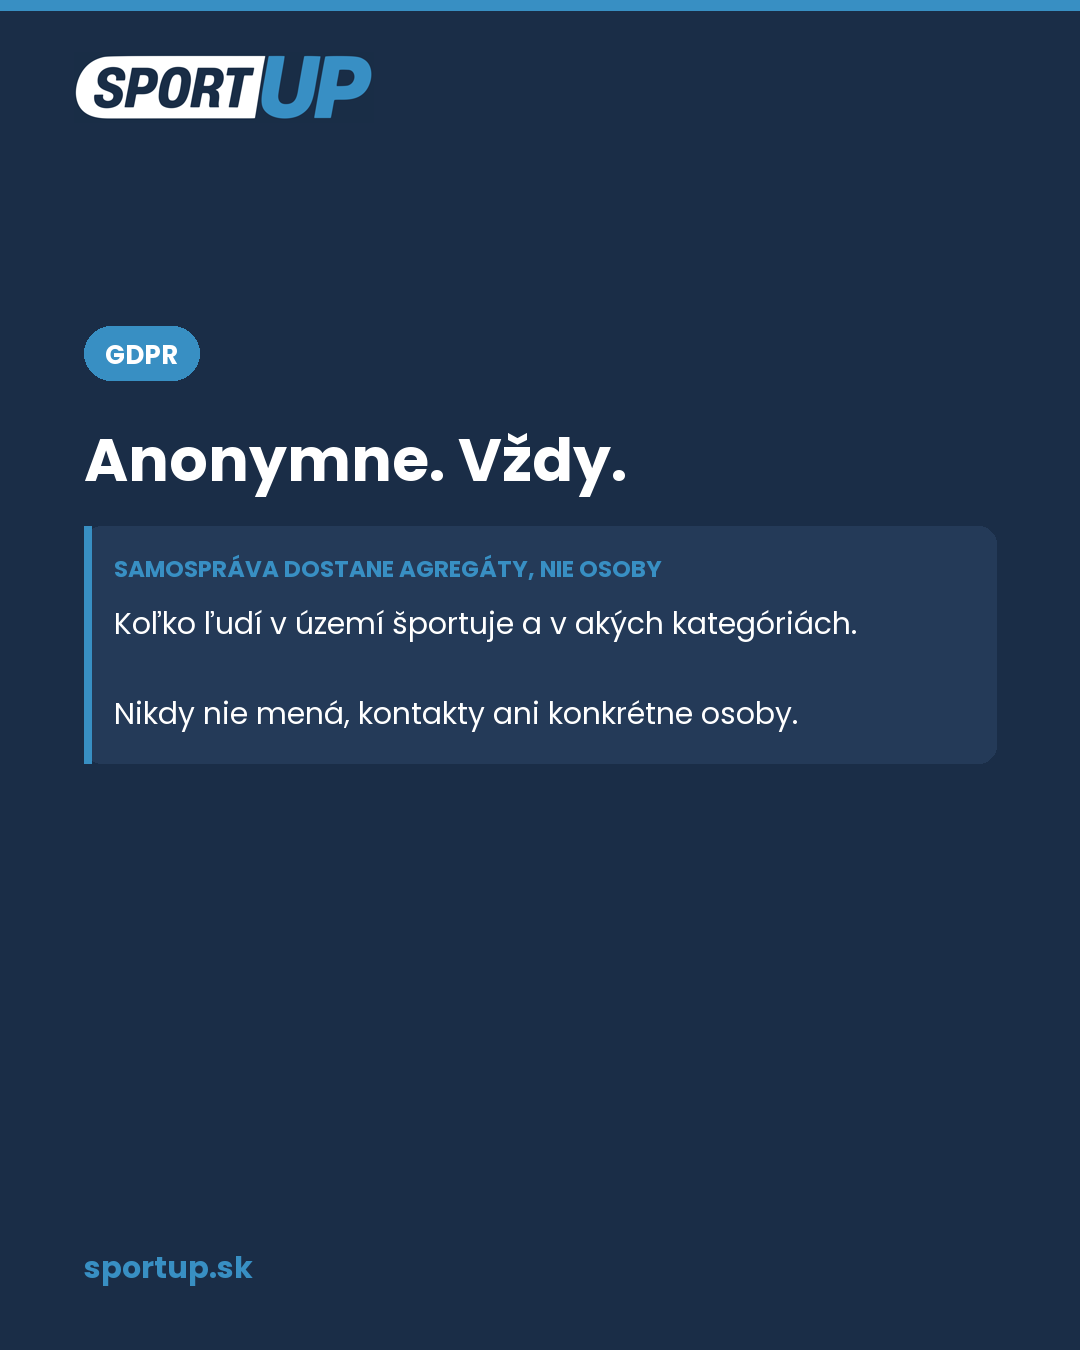 SPORTUP
GDPR
Anonymne. Vždy.
SAMOSPRÁVA DOSTANE AGREGÁTY, NIE OSOBY
Koľko ľudí v území športuje a v akých kategóriách.
Nikdy nie mená, kontakty ani konkrétne osoby.
sportup.sk